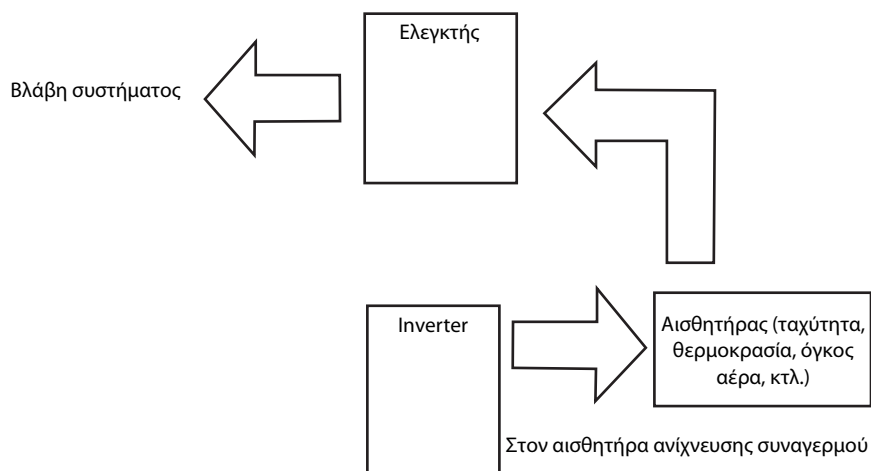 Ελεγκτής
Βλάβη συστήματος
Inverter
Αισθητήρας (ταχύτητα,
θερμοκρασία, όγκος
αέρα, κτλ.)
Στον αισθητήρα ανίχνευσης συναγερμού